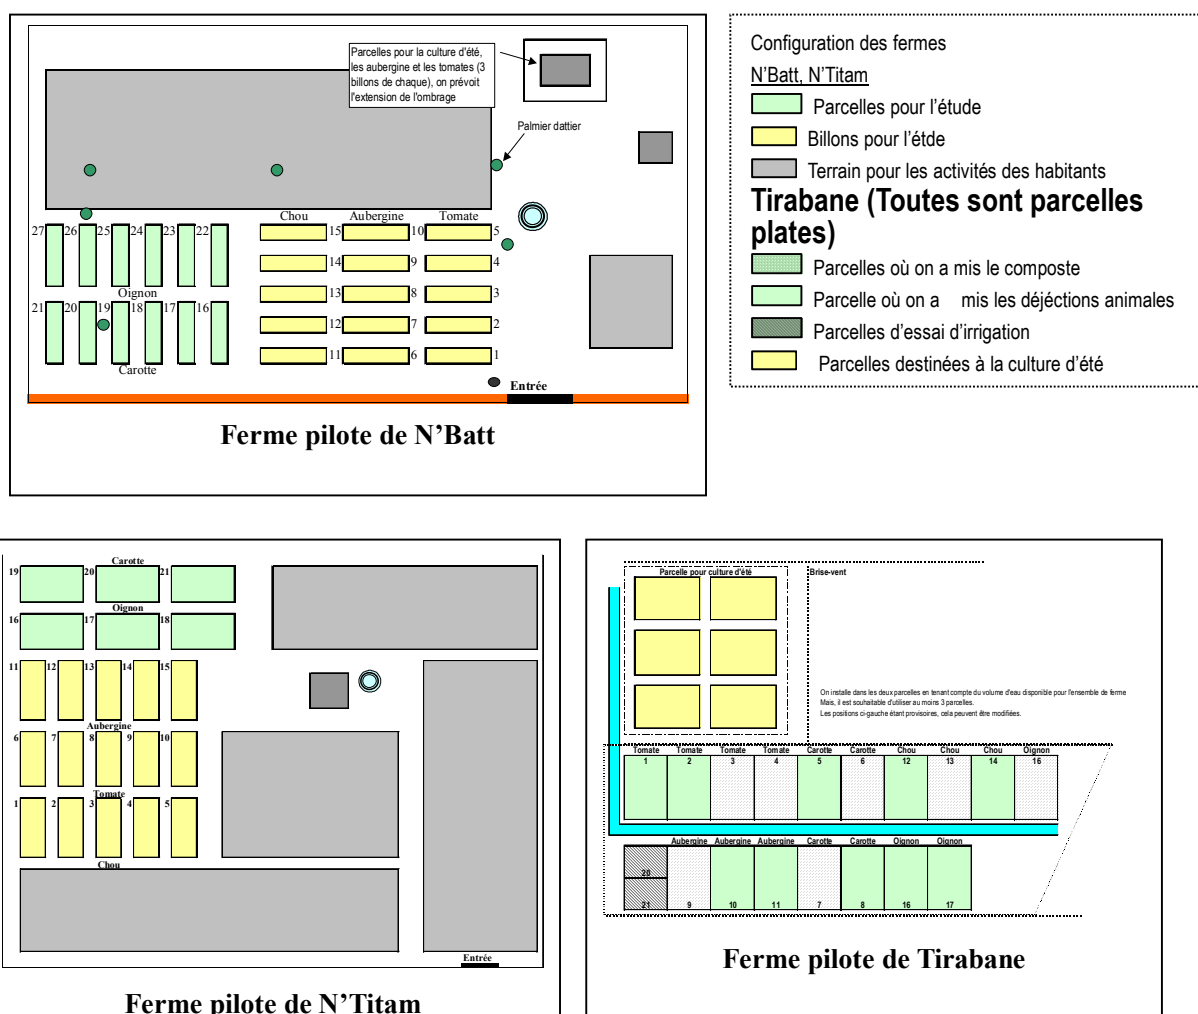 Parcelles pour la culture d'été,
les aubergine et les tomates (3
billons de chaque), on prévoit
l'extension de l'ombrage
Palmier dattier
Chou Aubergine Tomate
27 26 25 24 23 22 15 10 5
14 9 4
Oignon 13 8 3
21 20 19 18 17 16 12 7 2
11 6 1
Carotte
Entrée
Ferme pilote de N'Batt
Configuration des fermes
N'Batt, N'Titam
Parcelles pour l'étude
Billons pour l'étde
Terrain pour les activités des habitants
Tirabane (Toutes sont parcelles
plates)
Parcelles où on a mis le composte
Parcelle où on a mis les déjéctions animales
Parcelles d'essai d'irrigation
Parcelles destinées à la culture d'été
Carotte
19 20 21
Oignon
16 17 18
11 12 13 14 15
Aubergine
6 7 8 9 10
Tomate
1 2 3 4 5
Chou
Entrée
Ferme pilote de N'Titam
Parcelle pour culture d'été
Brise-vent
On installe dans les deux parcelles en tenant compte du volume d'eau disponible pour l'ensemble de ferme
Mais, il est souhaitable d'utiliser au moins 3 parcelles.
Les positions ci-gauche étant provisoires, cela peuvent être modifiées.
Tomate Tomate Tomate Tomate Carotte Carotte Chou Chou Chou Oignon
1 2 3 4 5 6 12 13 14 16
Aubergine Aubergine Aubergine Carotte Carotte Oignon Oignon
20
21 9 10 11 7 8 16 17
Ferme pilote de Tirabane